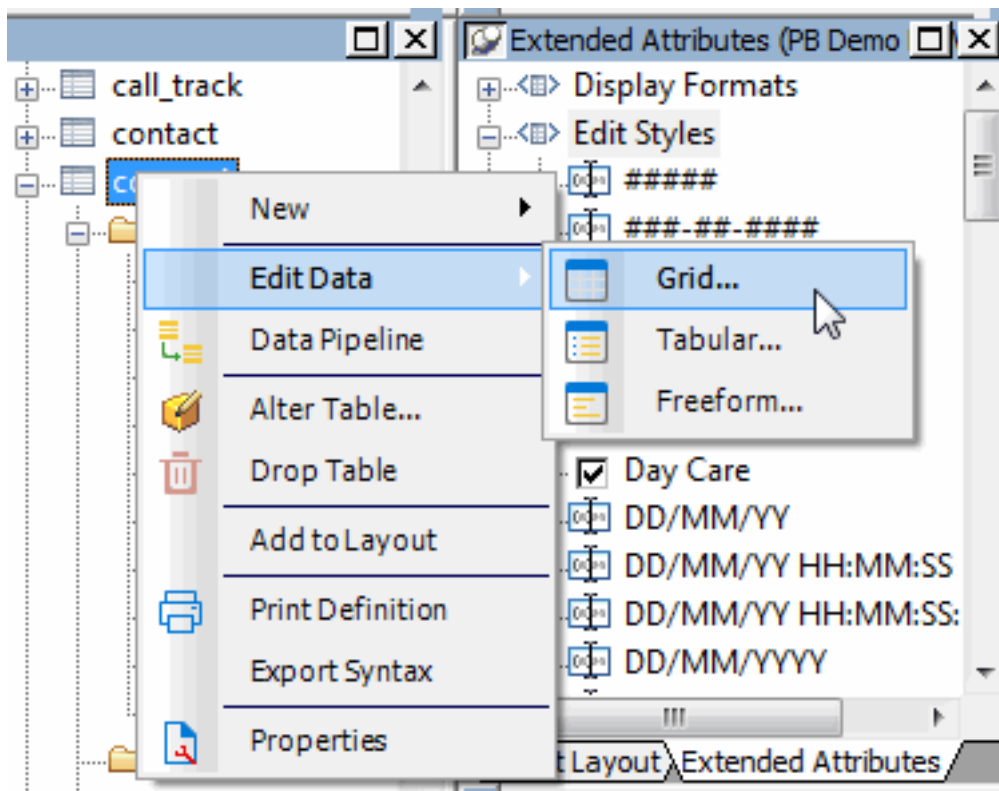 Extended Attributes (PB Demo
call_track
contact
Display Formats
Edit Styles
#####
###-##-####
New
Edit Data
Data Pipeline
Alter Table...
Drop Table
Add to Layout
Print Definition
Export Syntax
Properties
Grid...
Tabular...
Freeform...
Day Care
DD/MM/YY
DD/MM/YY HH:MM:SS
DD/MM/YY HH:MM:SS:
DD/MM/YYYY
t Layout
Extended Attributes